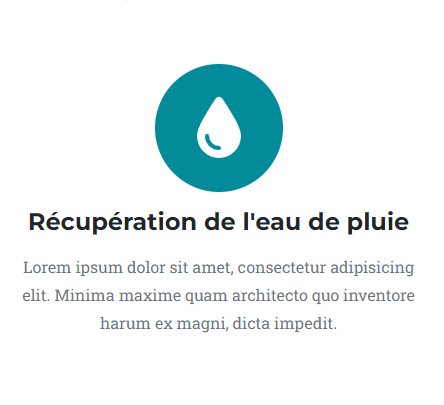 Récupération de l'eau de pluie
Lorem ipsum dolor sit amet, consectetur adipisicing
elit. Minima maxime quam architecto quo inventore
harum ex magni, dicta impedit.